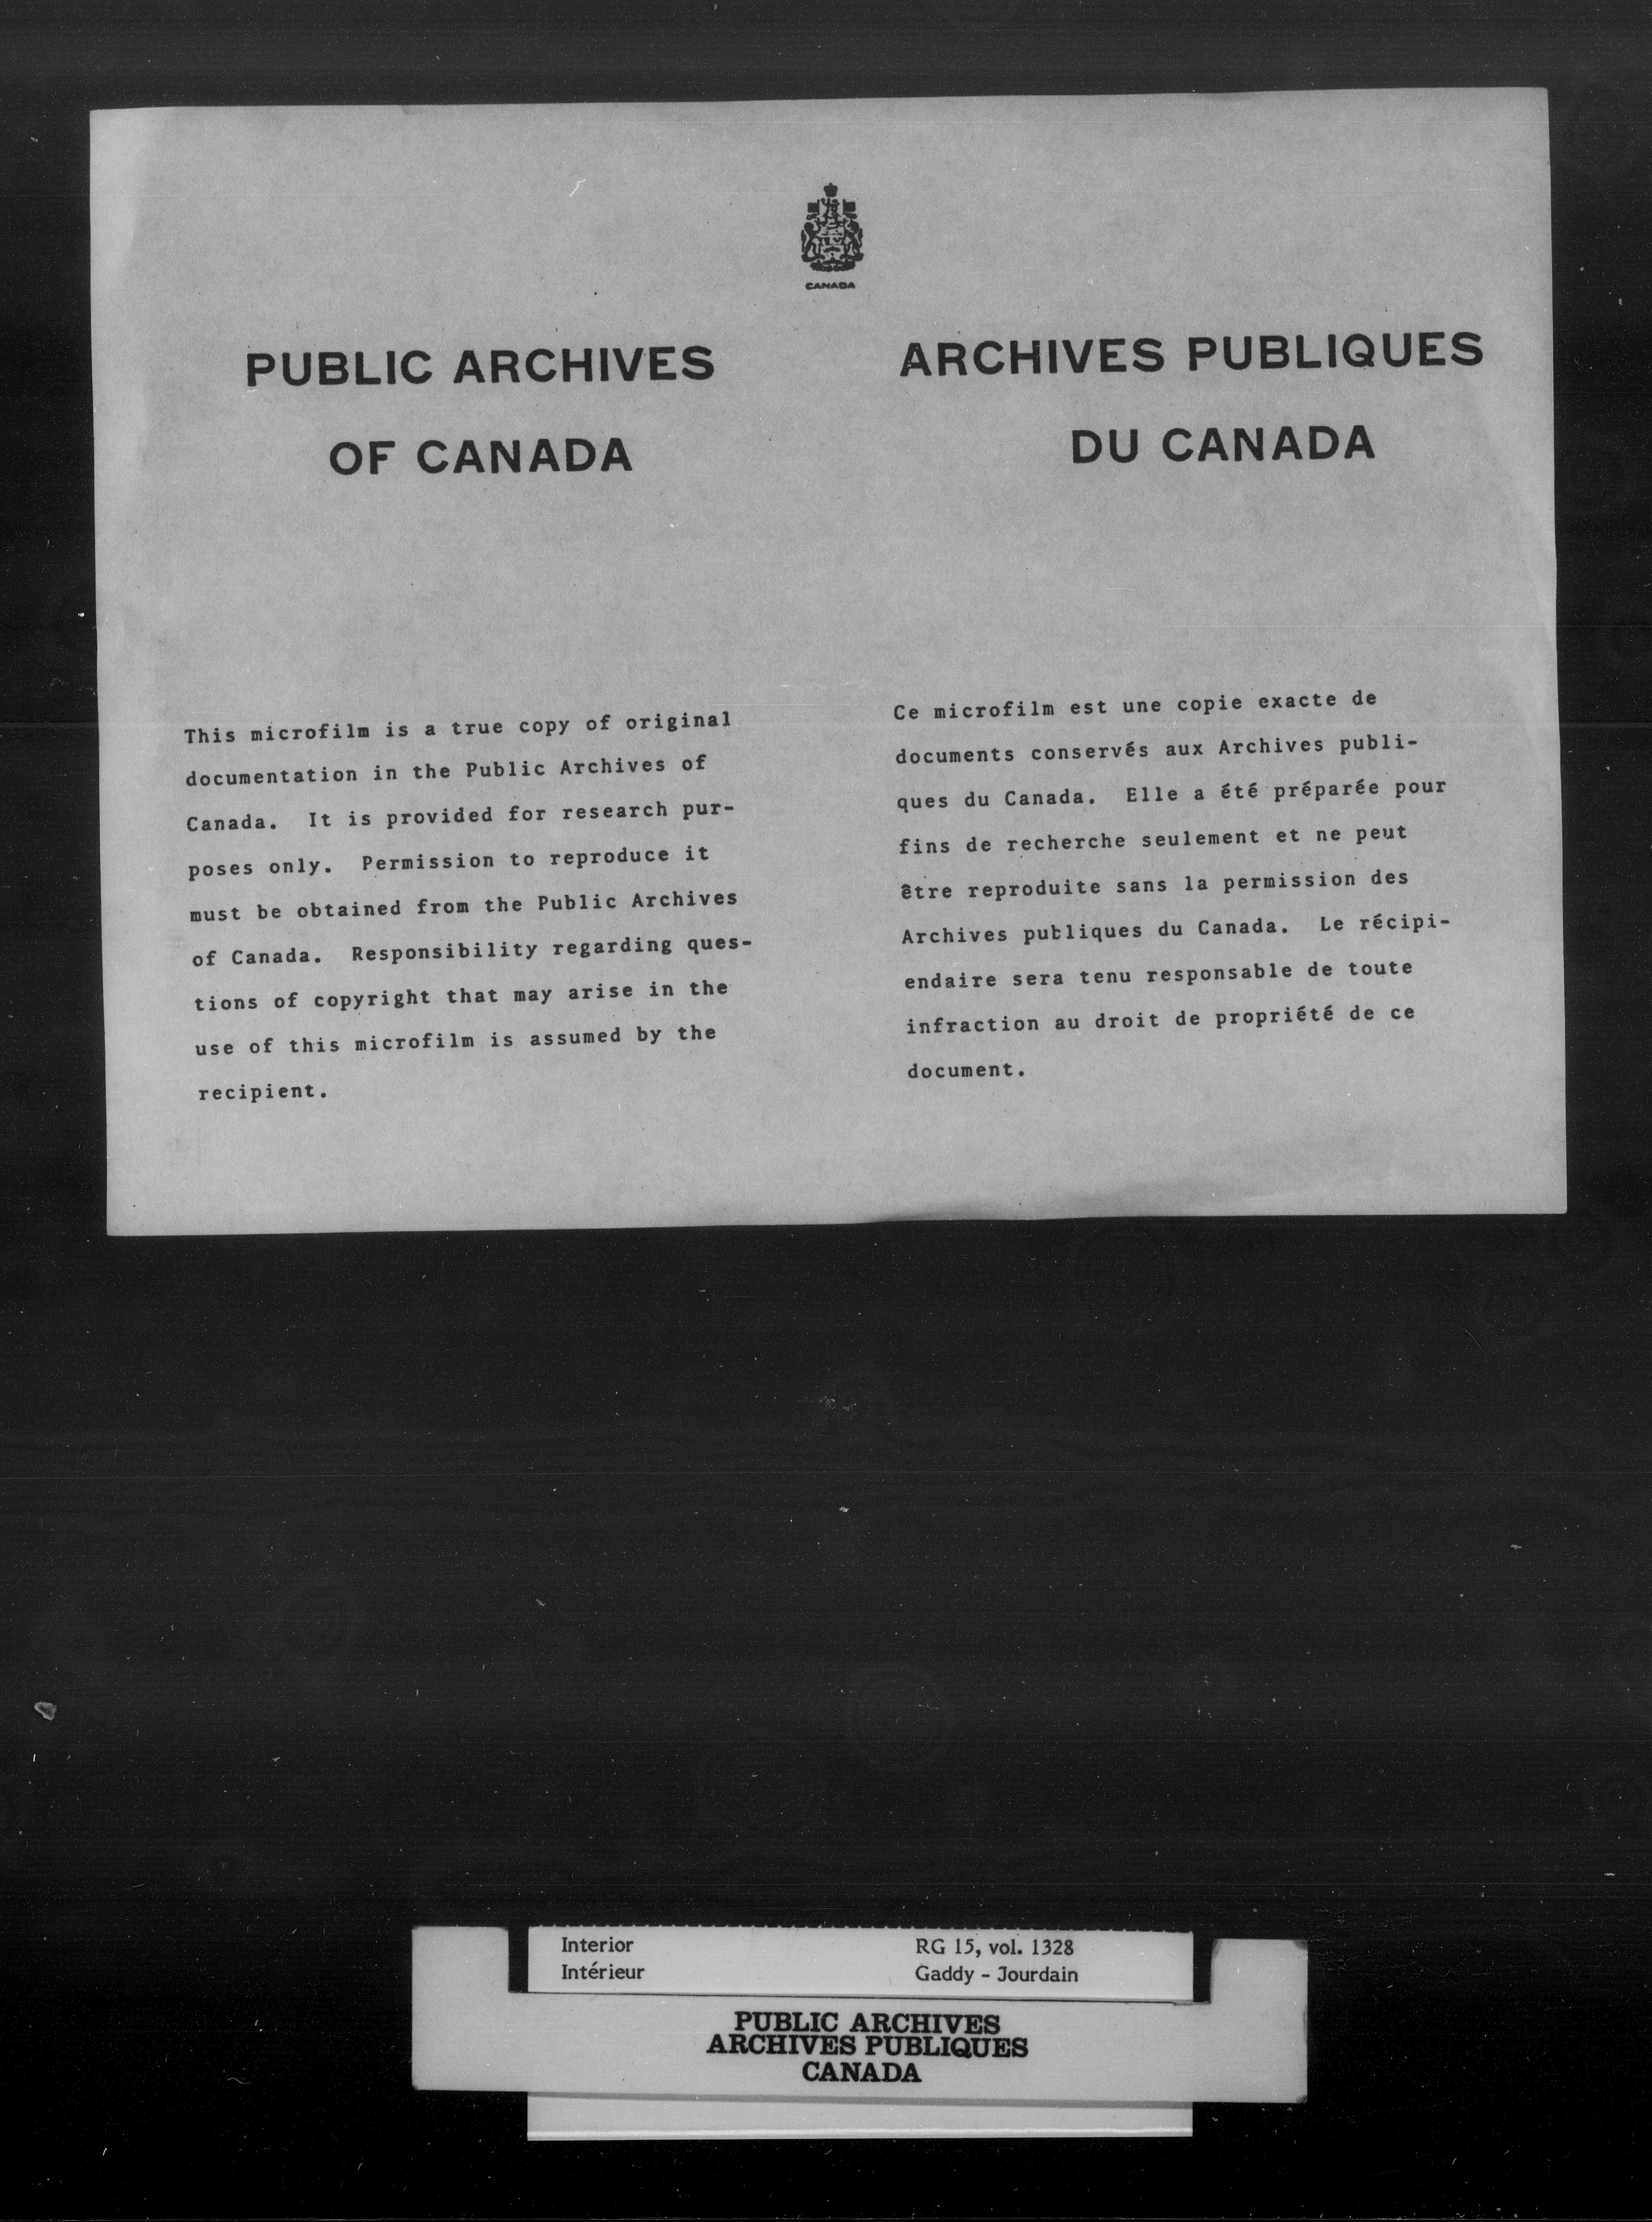 CANADA
PUBLIC ARCHIVES
OF CANADA
This microfilm is a true copy of original
documentation in the Public Archives of
Canada. It is provided for research pur-
poses only. Permission to reproduce it
must be obtained from the Public Archives
of Canada. Responsibility regarding ques-
tions of copyright that may arise in the
use of this microfilm is assumed by the
recipient.
ARCHIVES PUBLIQUES
DU CANADA
Ce microfilm est une copie exacte de
documents conservés aux Archives publi-
ques du Canada. Elle a été préparée pour
fins de recherche seulement et ne peut
être reproduite sans la permission des
Archives publiques du Canada. Le récipi-
endaire sera tenu responsable de toute
infraction au droit de propriété de ce
document.
Interior
Intérieur
RG 15, vol. 1328
Gaddy - Jourdain
PUBLIC ARCHIVES
ARCHIVES PUBLIQUES
CANADA